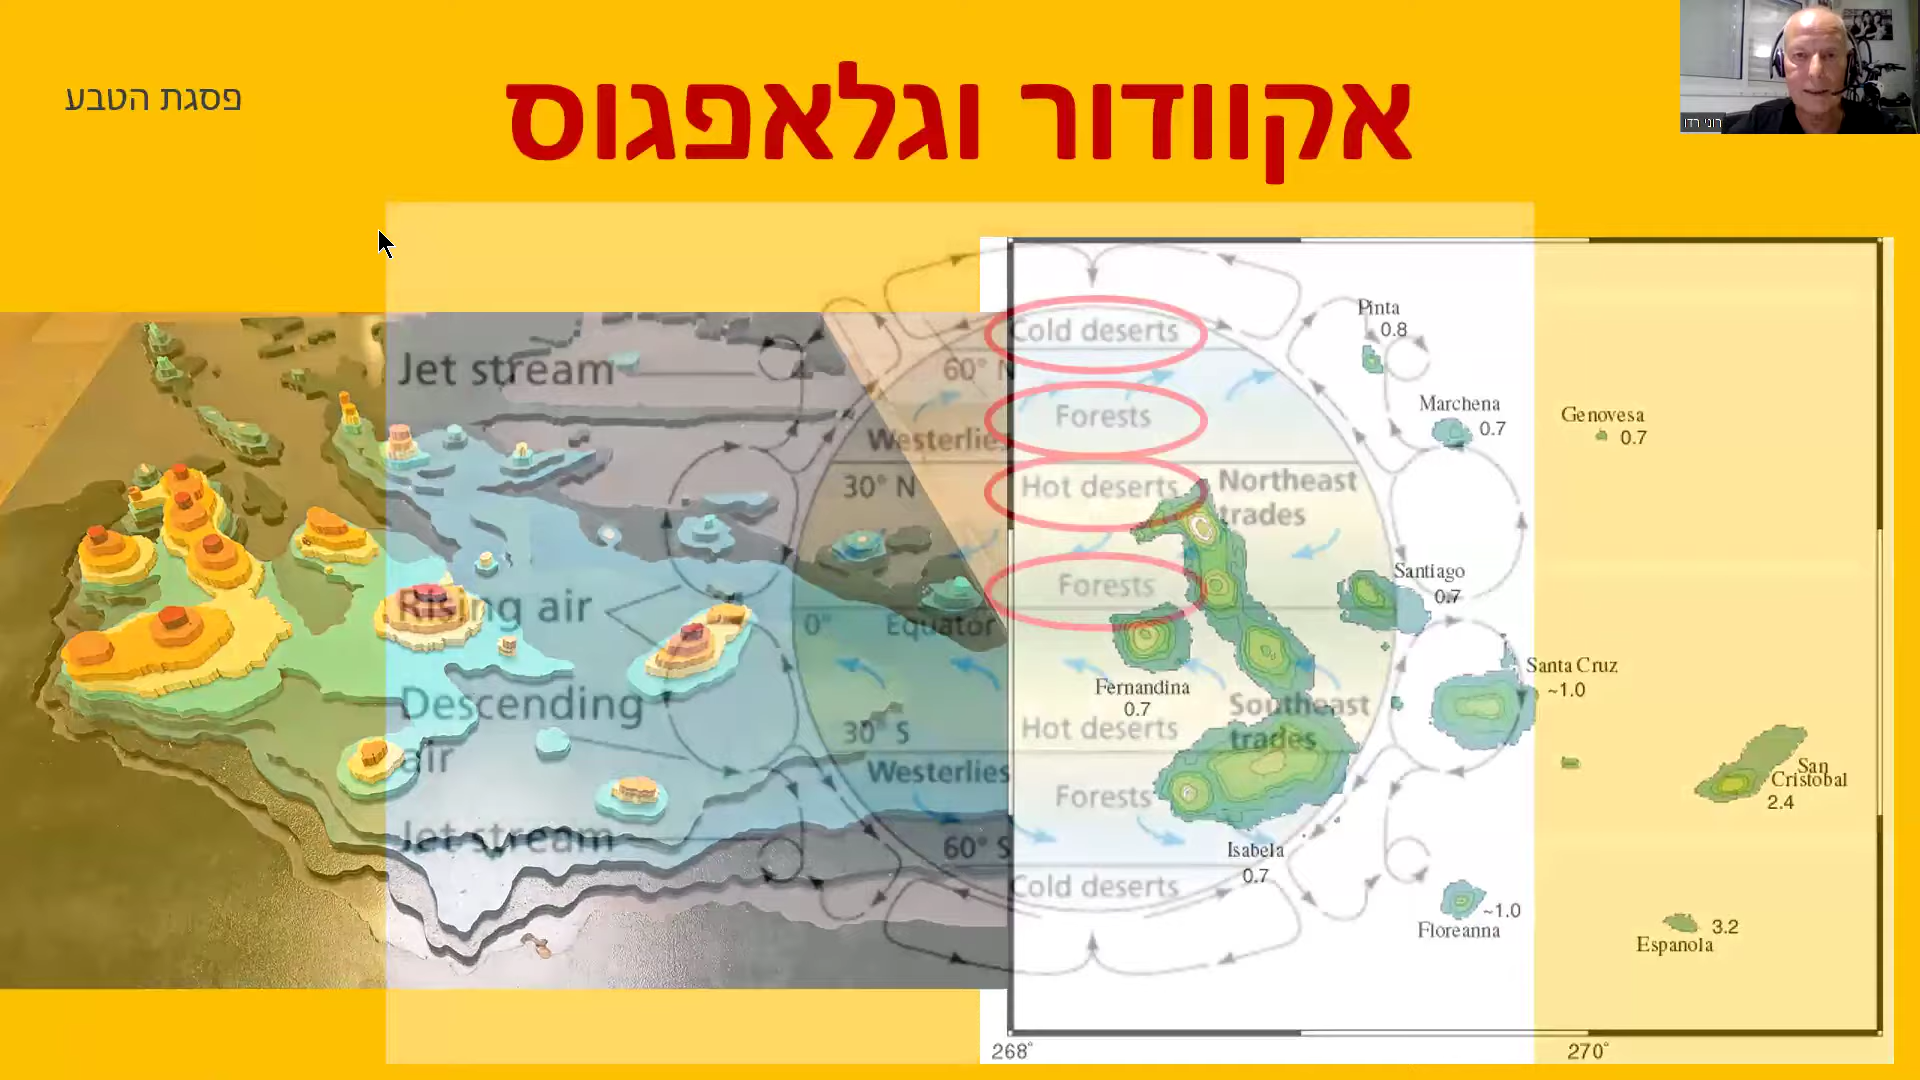 אקוודור וגלאפגוס
פסגת הטבע
רוני רדו
Jet stream
Rising air
Descending
air
Jet stream
Cold deserts
60° N
Forests
Westerlies
30° N
Hot deserts
Northeast
trades
Forests
0°
Equator
30° S
Hot deserts
Southeast
trades
Westerlies
Forests
60° S
Cold deserts
Pinta
0.8
Marchena
0.7
Genovesa
0.7
Santiago
0.7
Santa Cruz
~1.0
Fernandina
0.7
San
Cristobal
2.4
Isabela
0.7
~1.0
Floreanna
3.2
Espanola
268°
270°